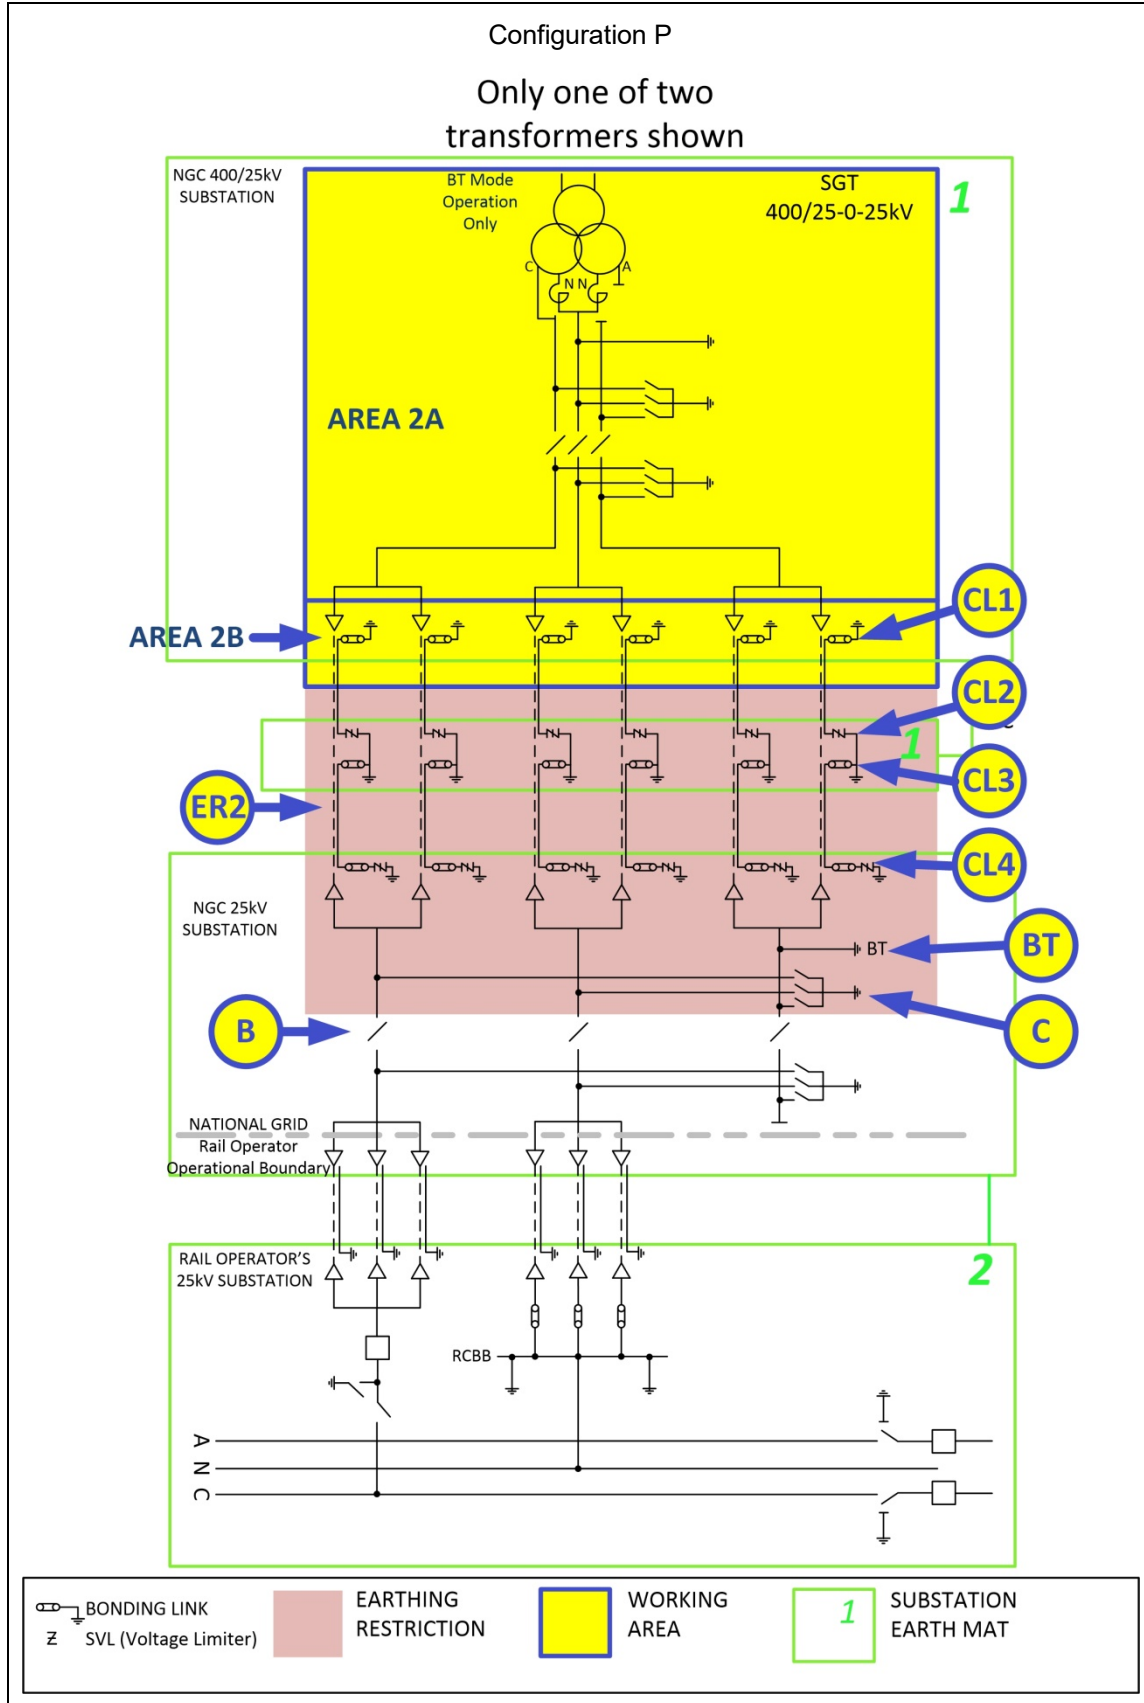 Configuration P
Only one of two
transformers shown
NGC 400/25kV
SUBSTATION
BT Mode
Operation
Only
SGT
400/25-0-25kV
1
C
A
N N
AREA 2A
CL1
AREA 2B
CL2
1
CL3
ER2
CL4
NGC 25kV
SUBSTATION
BT
BT
B
C
NATIONAL GRID
Rail Operator
Operational Boundary
RAIL OPERATOR'S
25kV SUBSTATION
2
RCBB
A
N
C
BONDING LINK
Z SVL (Voltage Limiter)
EARTHING
RESTRICTION
WORKING
AREA
1
SUBSTATION
EARTH MAT